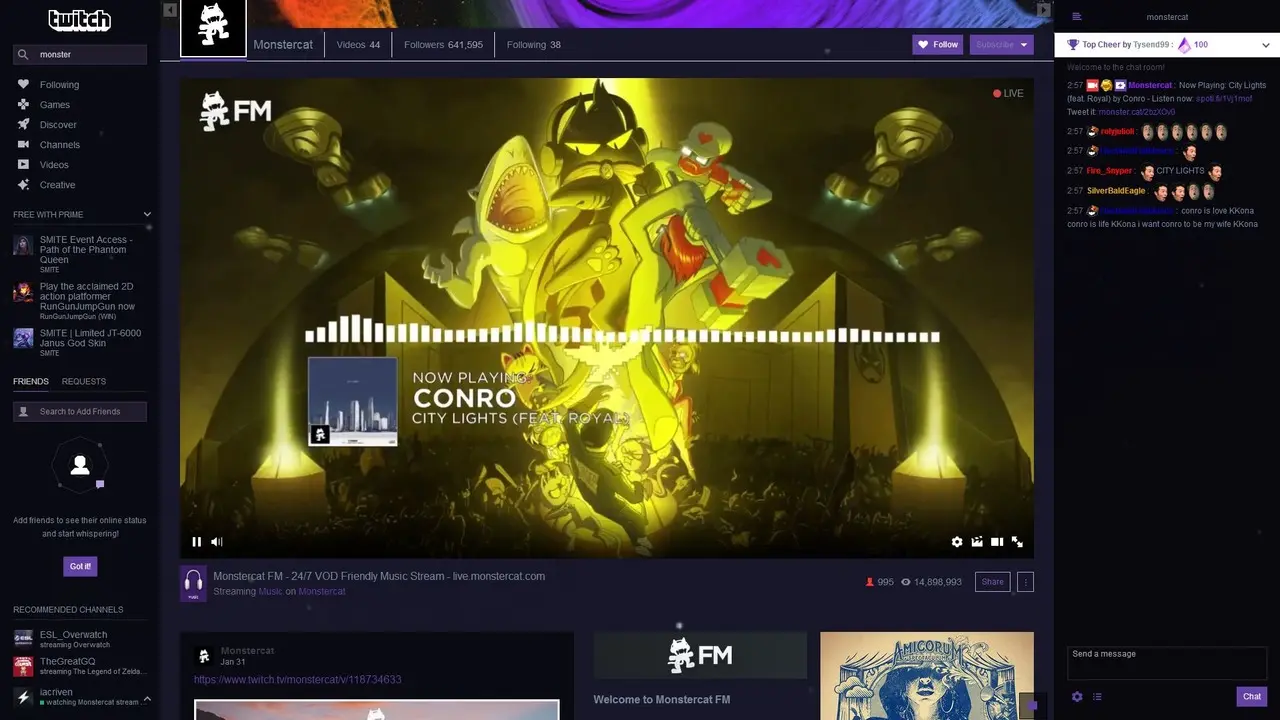 twitch
monster
Following
Games
Discover
Channels
Videos
Creative
FREE WITH PRIME
SMITE Event Access -
Path of the Phantom
Queen
SMITE
Play the acclaimed 2D
action platformer
RunGunJumpGun now
RunGunJumpGun (WIN)
SMITE | Limited JT-6000
Janus God Skin
SMITE
FRIENDS REQUESTS
Search to Add Friends
Add friends to see their online status
and start whispering!
Got it!
RECOMMENDED CHANNELS
ESL_Overwatch
streaming Overwatch
TheGreatGQ
streaming The Legend of Zelda...
iacriven
watching Monstercat stream ...
Monstercat Videos 44 Followers 641,595 Following 38
Follow Subscribe
FM
LIVE
NOW PLAYING:
CONRO
CITY LIGHTS (FEAT. ROYAL)
Monstercat FM - 24/7 VOD Friendly Music Stream - live.monstercat.com
Streaming Music on Monstercat
995 14,898,993 Share
Monstercat
Jan 31
https://www.twitch.tv/monstercat/v/118734633
FM
Welcome to Monstercat FM
AMICORUM
monstercat
Top Cheer by Tysend99 : 100
Welcome to the chat room!
2:57 Monstercat : Now Playing: City Lights
(feat. Royal) by Conro - Listen now:
Tweet it:
2:57 rolyjutioli :
2:57
2:57 Fire_Snyper : CITY LIGHTS
2:57 SilverBaldEagle :
2:57 : conro is love KKona
conro is life KKona i want conro to be my wife KKona
Send a message
Chat